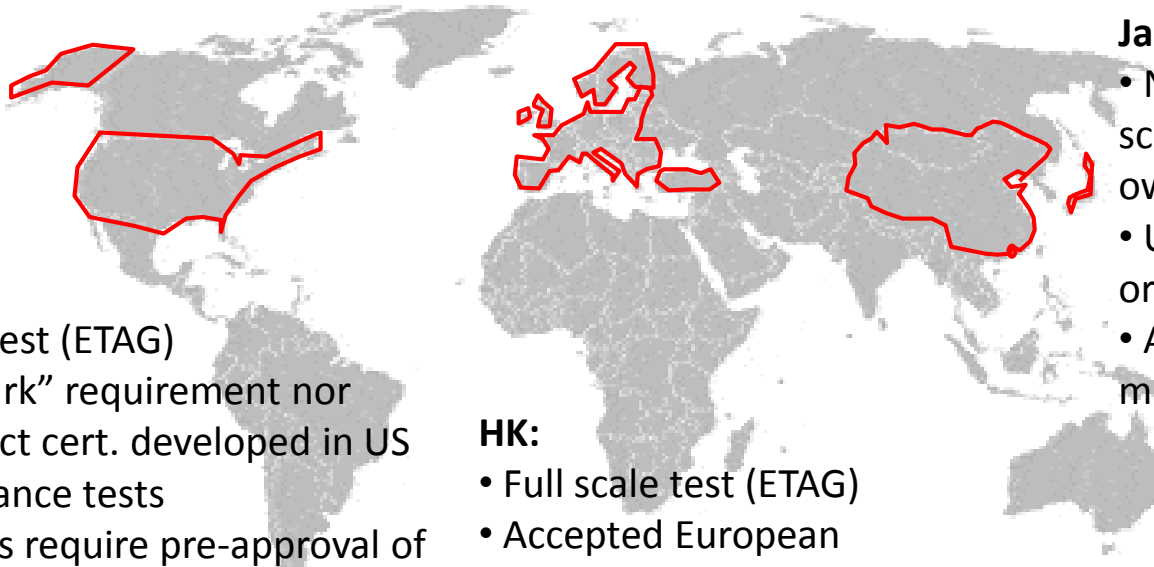 est (ETAG)
rk” requirement nor
ct cert. developed in US
ance tests
s require pre-approval of
HK:
• Full scale test (ETAG)
• Accepted European
Ja
• N
sc
ov
• U
or
• A
m